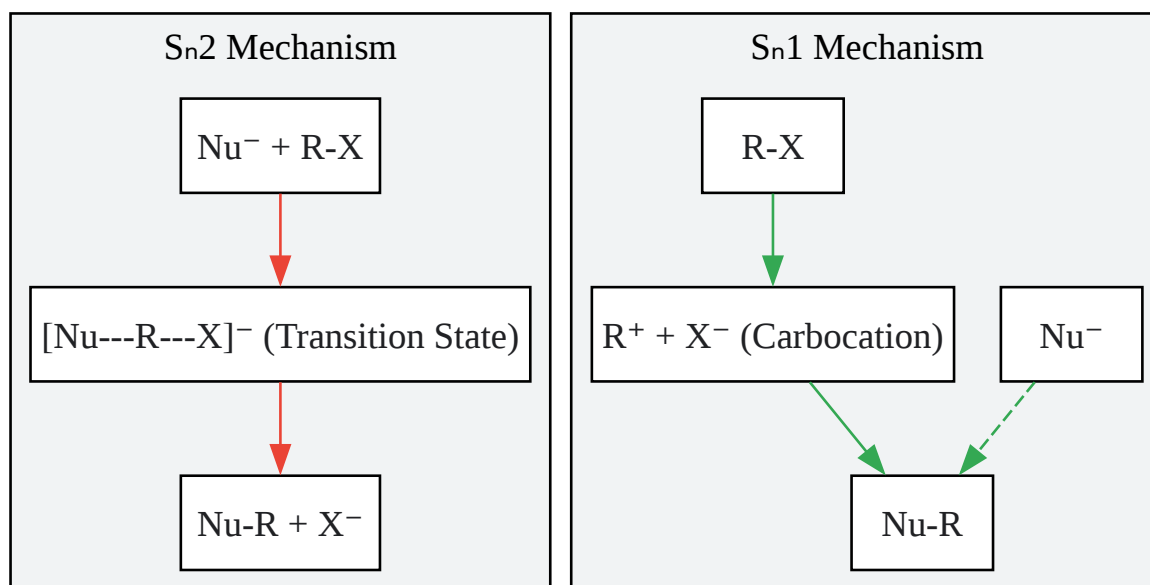 Sₙ2 Mechanism
Nu⁻ + R-X
[Nu---R---X]⁻ (Transition State)
Nu-R + X⁻
Sₙ1 Mechanism
R-X
R⁺ + X⁻ (Carbocation)
Nu⁻
Nu-R